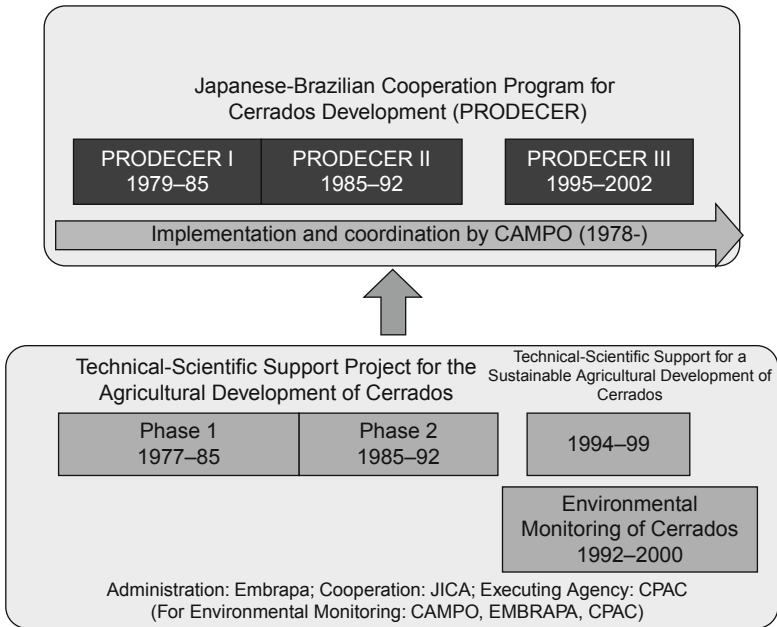 Japanese-Brazilian Cooperation Program for
Cerrados Development (PRODECER)
PRODECER I
1979–85
PRODECER II
1985–92
PRODECER III
1995–2002
Implementation and coordination by CAMPO (1978-)
Technical-Scientific Support Project for the
Agricultural Development of Cerrados
Technical-Scientific Support for a
Sustainable Agricultural Development of
Cerrados
Phase 1
1977–85
Phase 2
1985–92
1994–99
Environmental
Monitoring of Cerrados
1992–2000
Administration: Embrapa; Cooperation: JICA; Executing Agency: CPAC
(For Environmental Monitoring: CAMPO, EMBRAPA, CPAC)